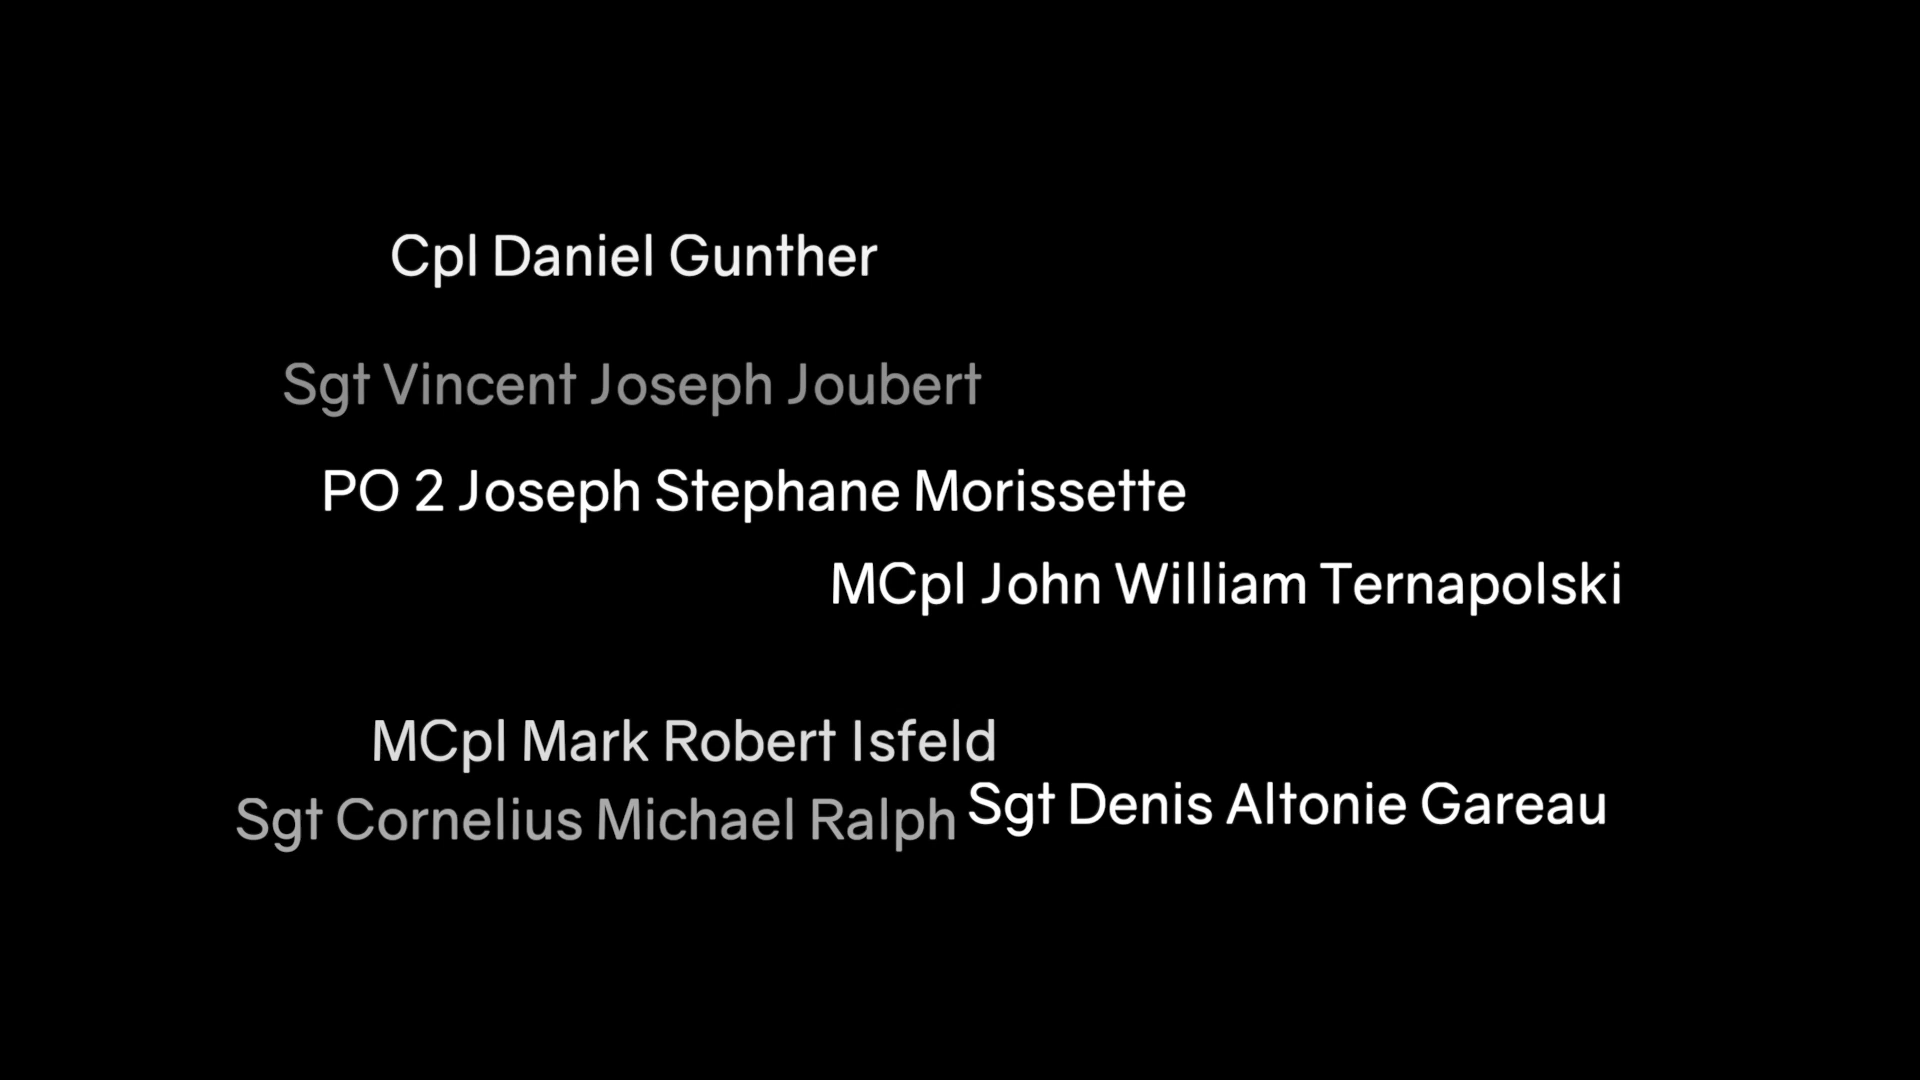 Cpl Daniel Gunther
Sgt Vincent Joseph Joubert
PO 2 Joseph Stephane Morissette
MCpl John William Ternapolski
MCpl Mark Robert Isfeld
Sgt Cornelius Michael Ralph
Sgt Denis Altonie Gareau